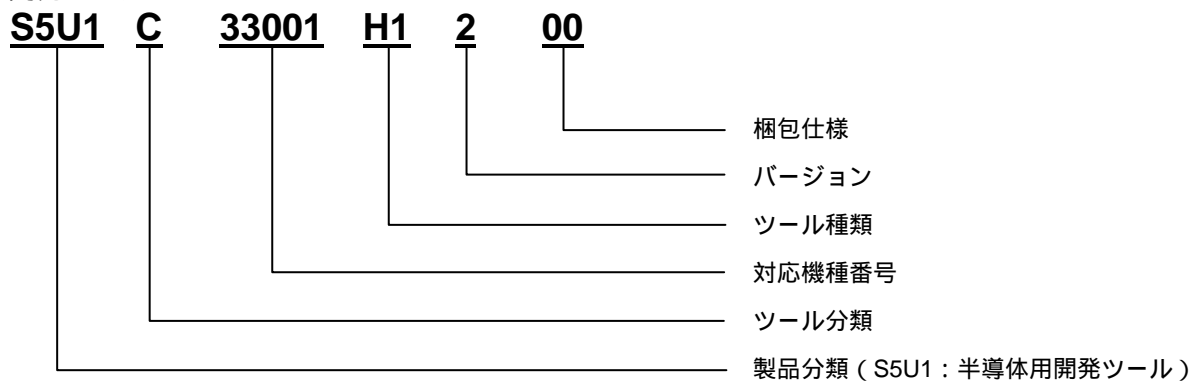 S5U1 C 33001 H1 2 00
梱包仕様
バージョン
ツール種類
対応機種番号
ツール分類
製品分類（S5U1：半導体用開発ツール）